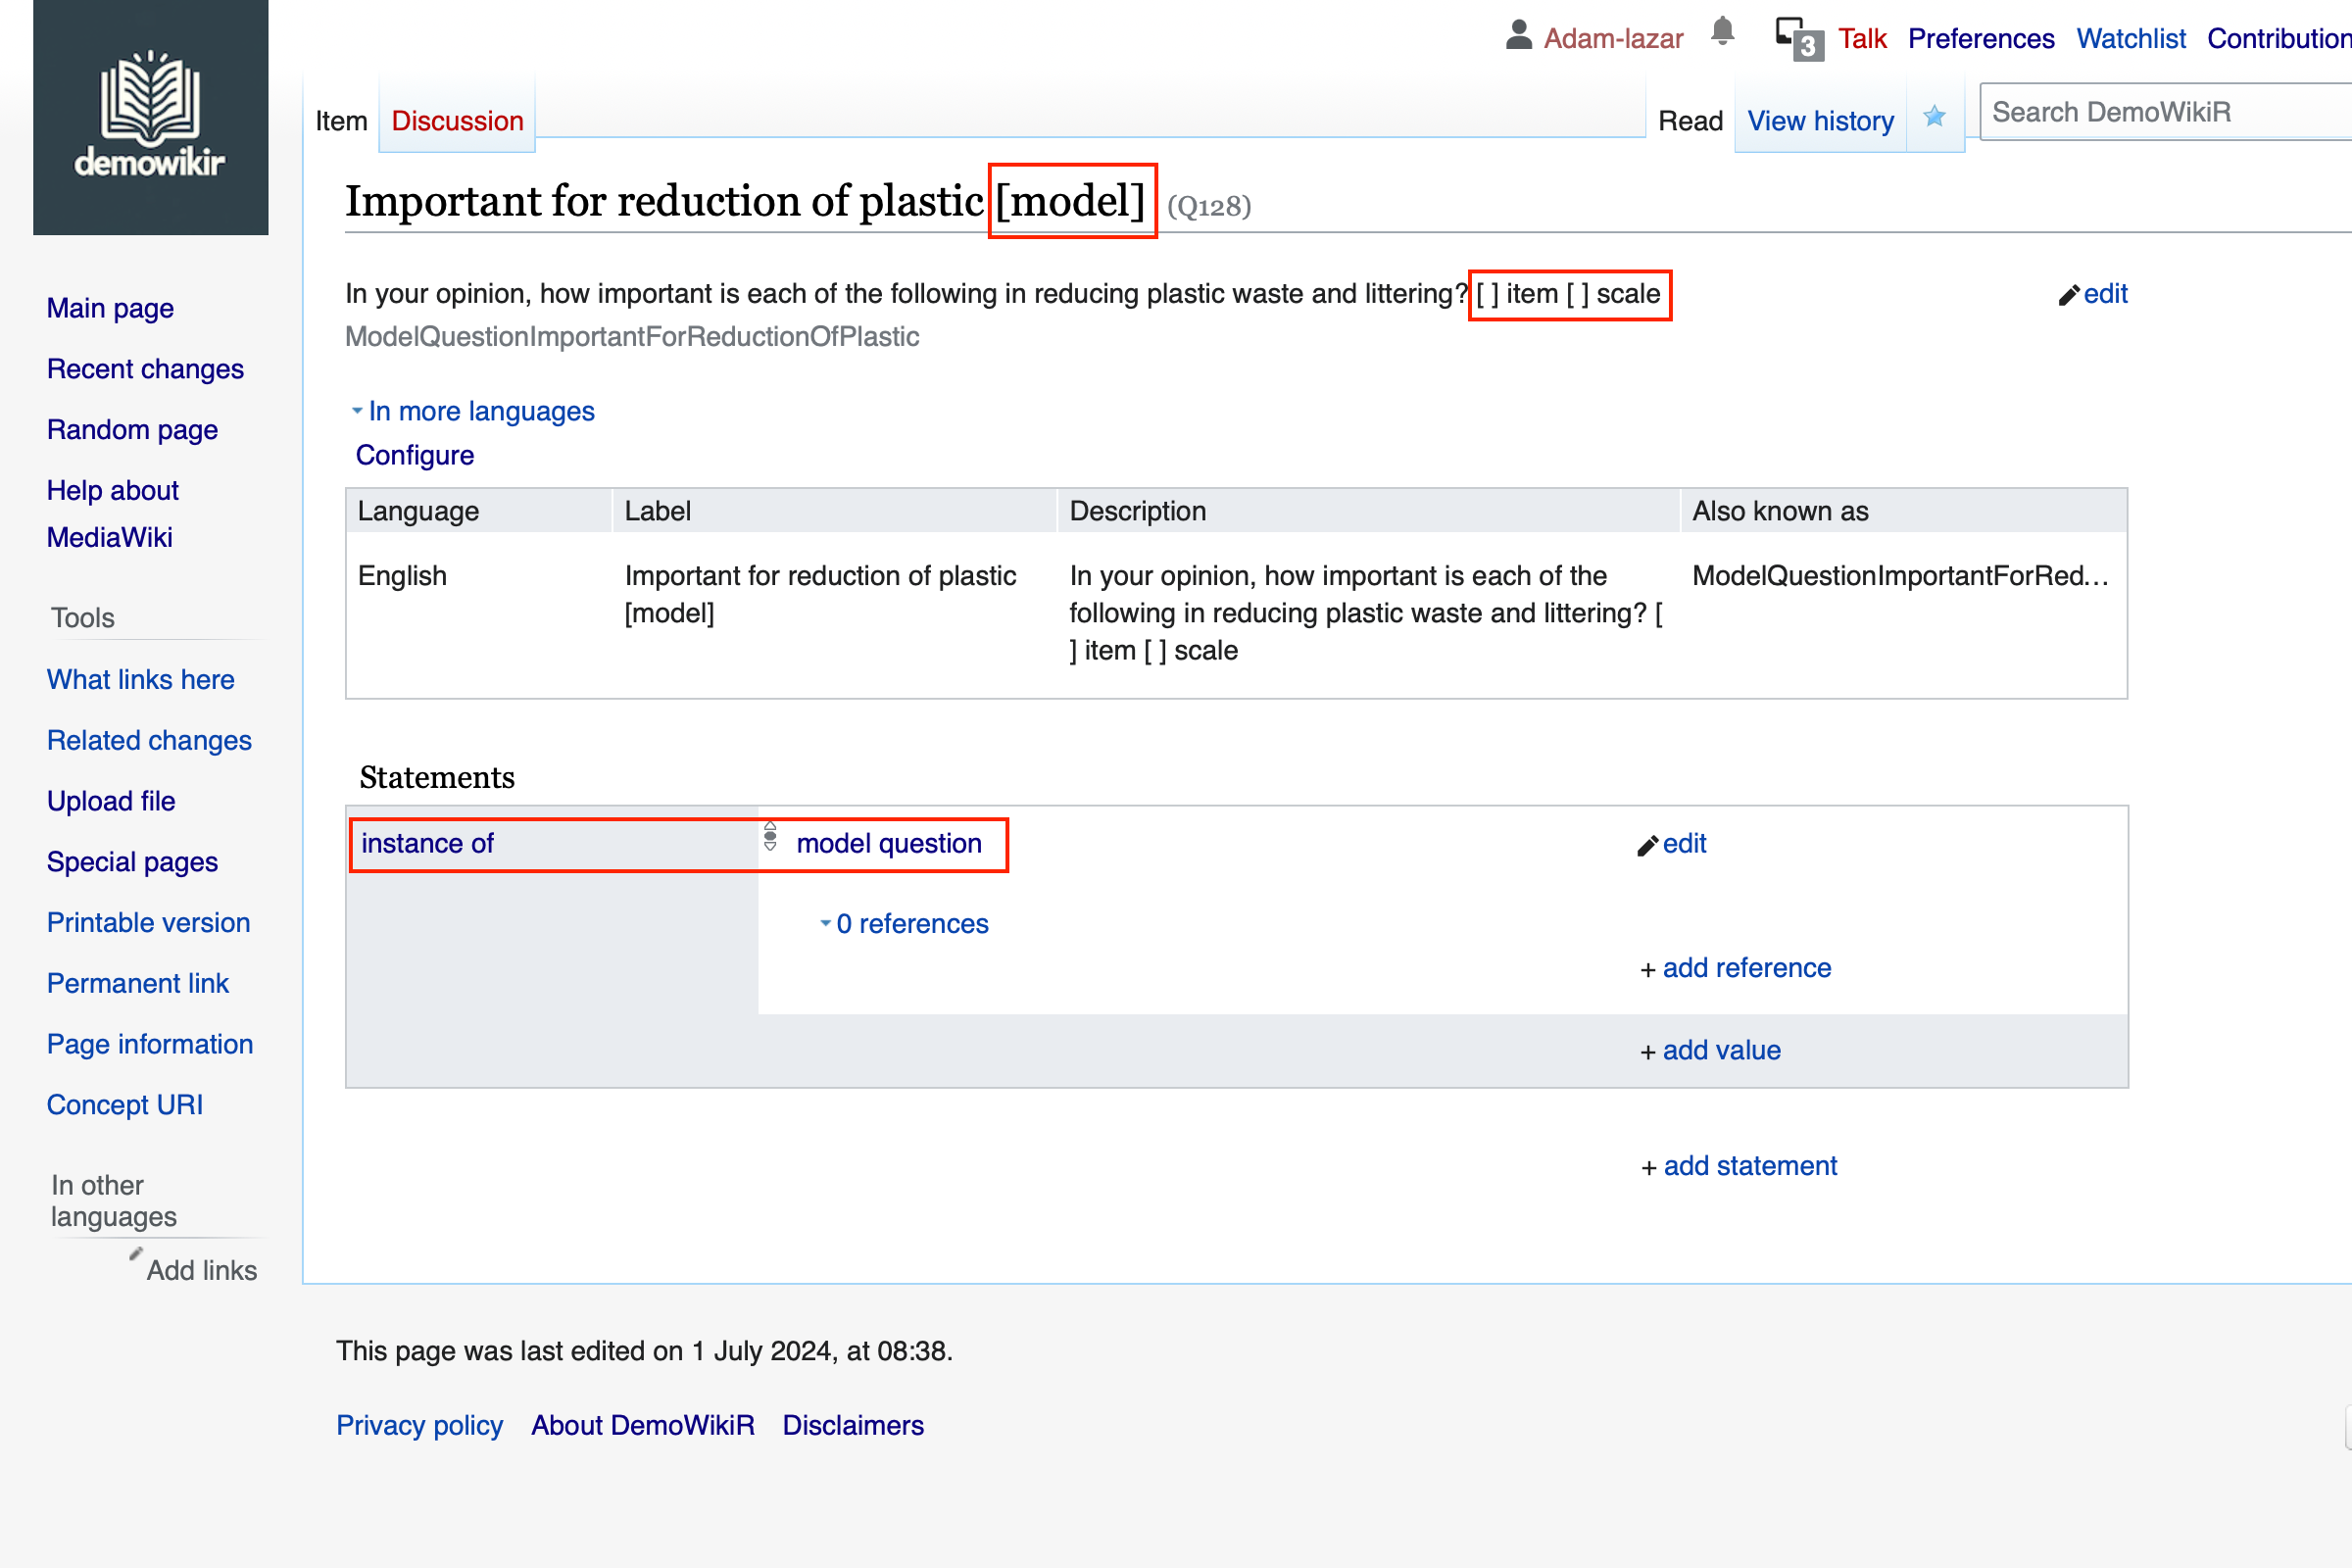 demowikir
Adam-lazar 3 Talk Preferences Watchlist Contribution
Item Discussion Read View history Search DemoWikiR
Important for reduction of plastic [model] (Q128)
In your opinion, how important is each of the following in reducing plastic waste and littering? [ ] item [ ] scale edit
ModelQuestionImportantForReductionOfPlastic
In more languages
Configure
Language Label Description Also known as
English Important for reduction of plastic In your opinion, how important is each of the ModelQuestionImportantForRed...
[model] following in reducing plastic waste and littering? [
] item [ ] scale
Statements
instance of model question edit
0 references
+ add reference
+ add value
+ add statement
Main page
Recent changes
Random page
Help about
MediaWiki
Tools
What links here
Related changes
Upload file
Special pages
Printable version
Permanent link
Page information
Concept URI
In other
languages
Add links
This page was last edited on 1 July 2024, at 08:38.
Privacy policy About DemoWikiR Disclaimers